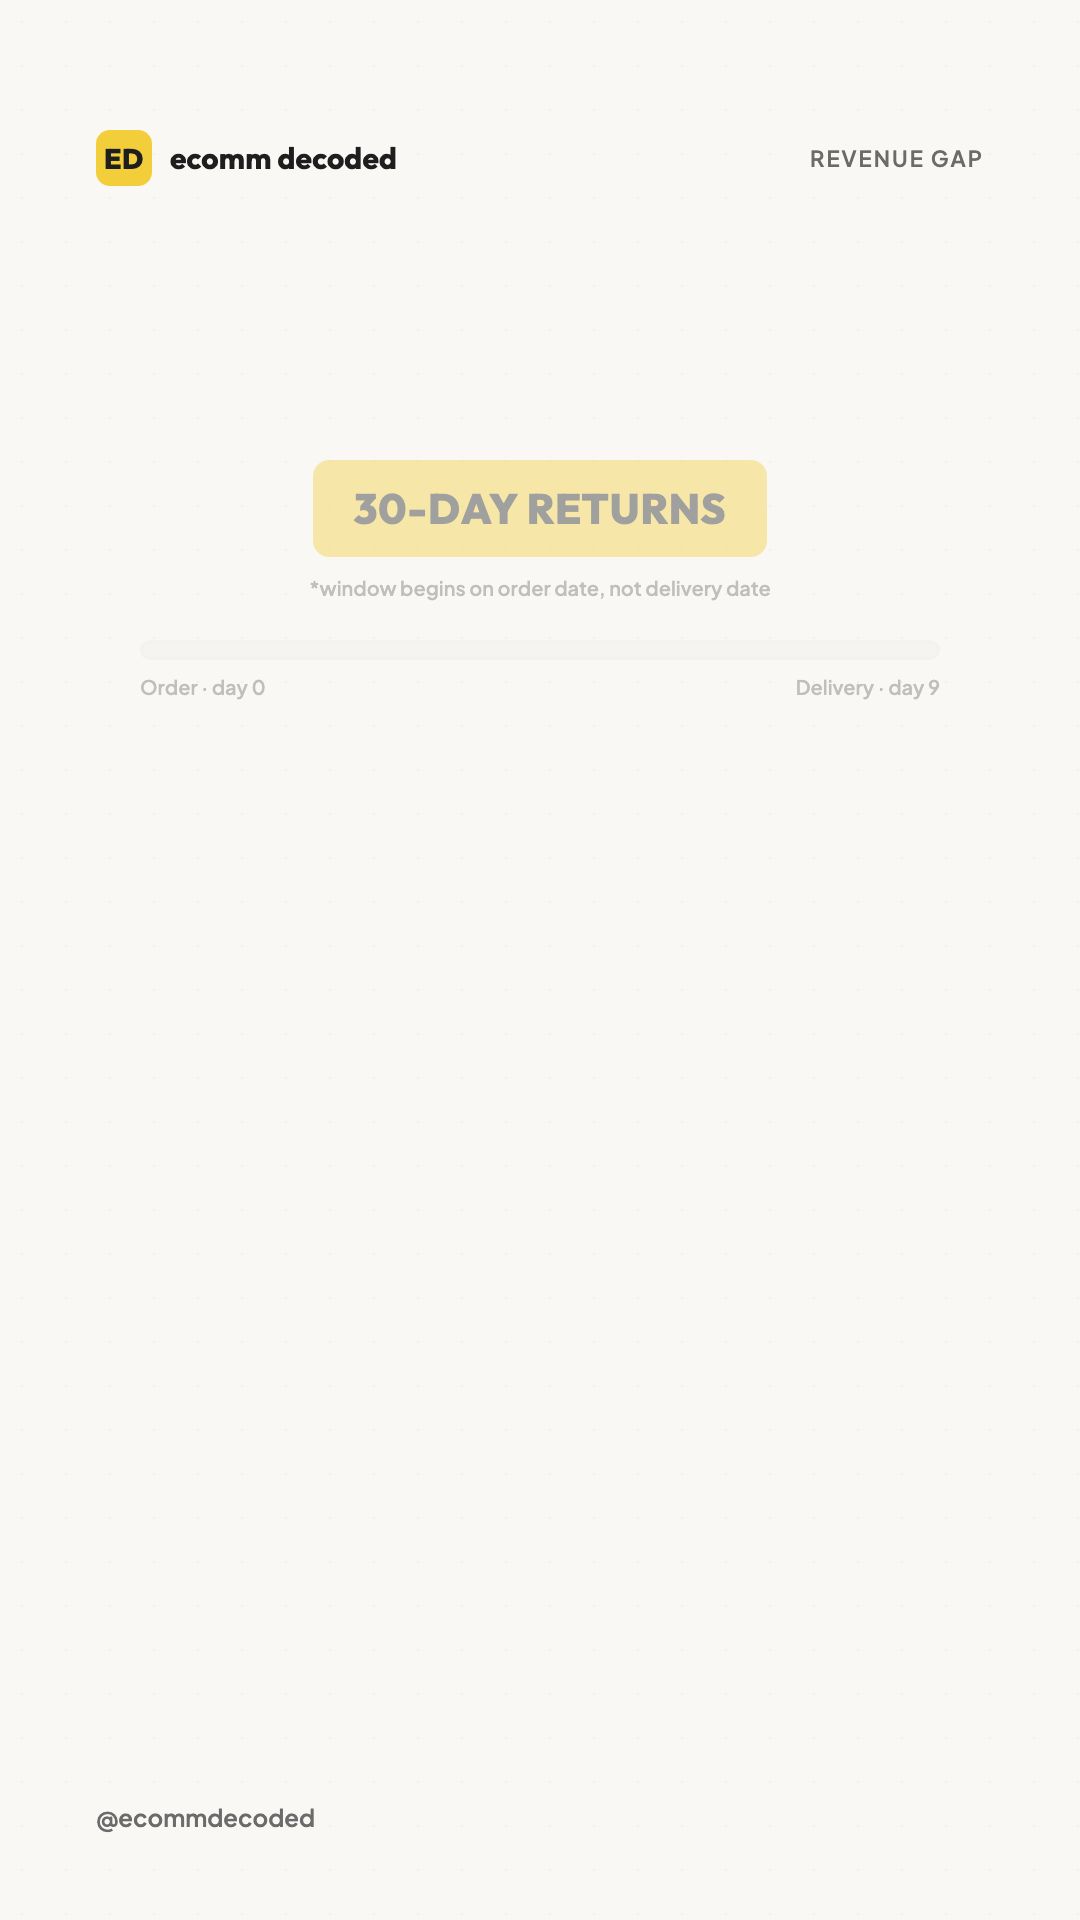 ED ecomm decoded
REVENUE GAP
30-DAY RETURNS
*window begins on order date, not delivery date
Order · day 0
Delivery · day 9
@ecommdecoded